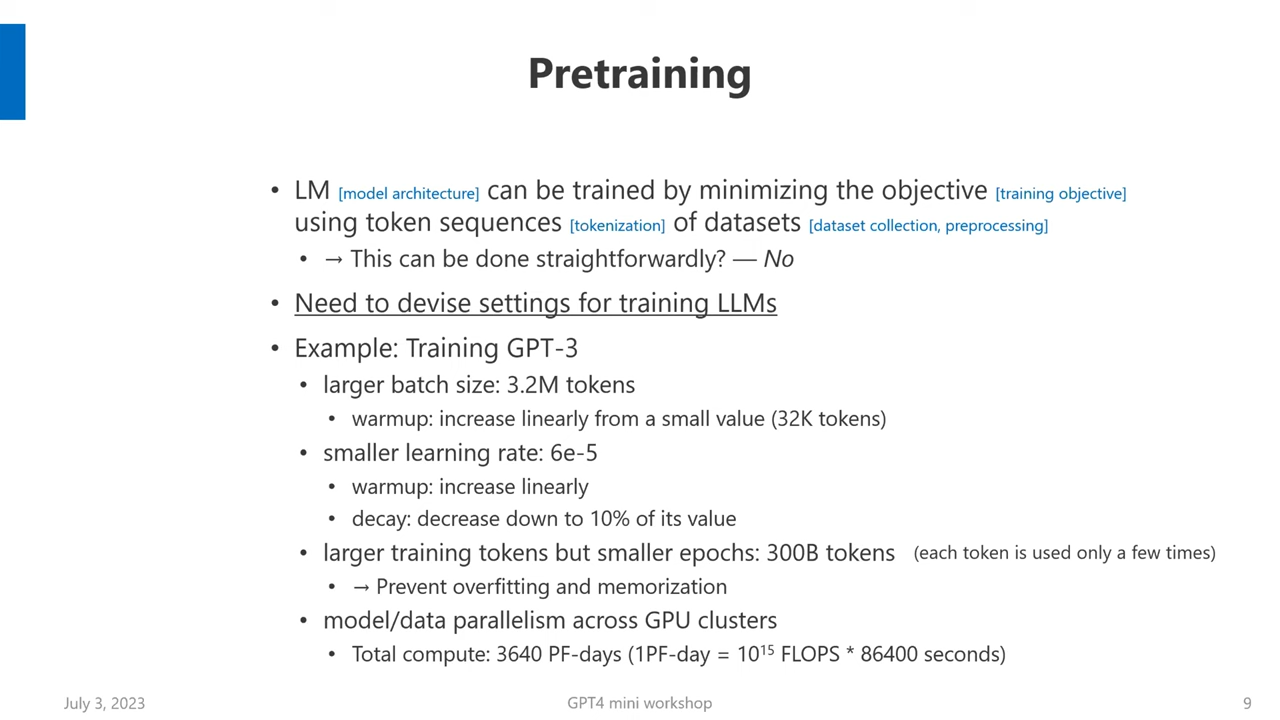 Pretraining
• LM [model architecture] can be trained by minimizing the objective [training objective]
using token sequences [tokenization] of datasets [dataset collection, preprocessing]
• → This can be done straightforwardly? — No
• Need to devise settings for training LLMs
• Example: Training GPT-3
• larger batch size: 3.2M tokens
• warmup: increase linearly from a small value (32K tokens)
• smaller learning rate: 6e-5
• warmup: increase linearly
• decay: decrease down to 10% of its value
• larger training tokens but smaller epochs: 300B tokens (each token is used only a few times)
• → Prevent overfitting and memorization
• model/data parallelism across GPU clusters
• Total compute: 3640 PF-days (1PF-day = 10¹⁵ FLOPS * 86400 seconds)
July 3, 2023 GPT4 mini workshop 9